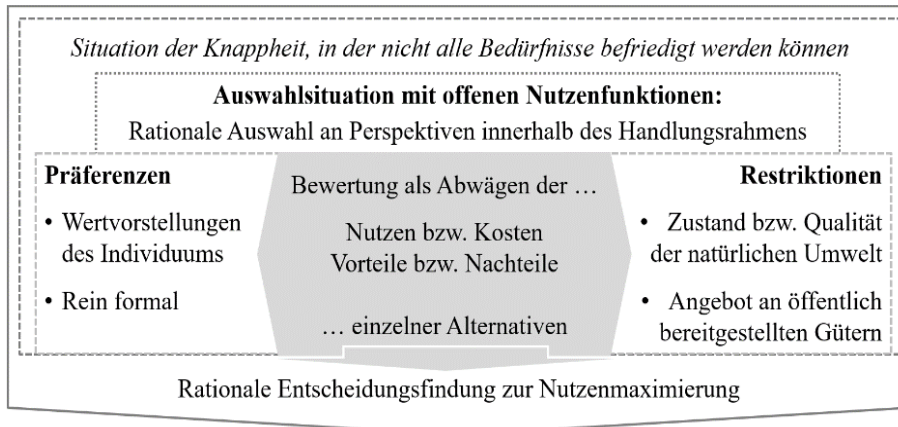 Situation der Knappheit, in der nicht alle Bedürfnisse befriedigt werden können
Auswahlsituation mit offenen Nutzenfunktionen:
Rationale Auswahl an Perspektiven innerhalb des Handlungsrahmens
Präferenzen
• Wertvorstellungen
des Individuums
• Rein formal
Bewertung als Abwägen der …
Nutzen bzw. Kosten
Vorteile bzw. Nachteile
… einzelner Alternativen
Restriktionen
• Zustand bzw. Qualität
der natürlichen Umwelt
• Angebot an öffentlich
bereitgestellten Gütern
Rationale Entscheidungsfindung zur Nutzenmaximierung